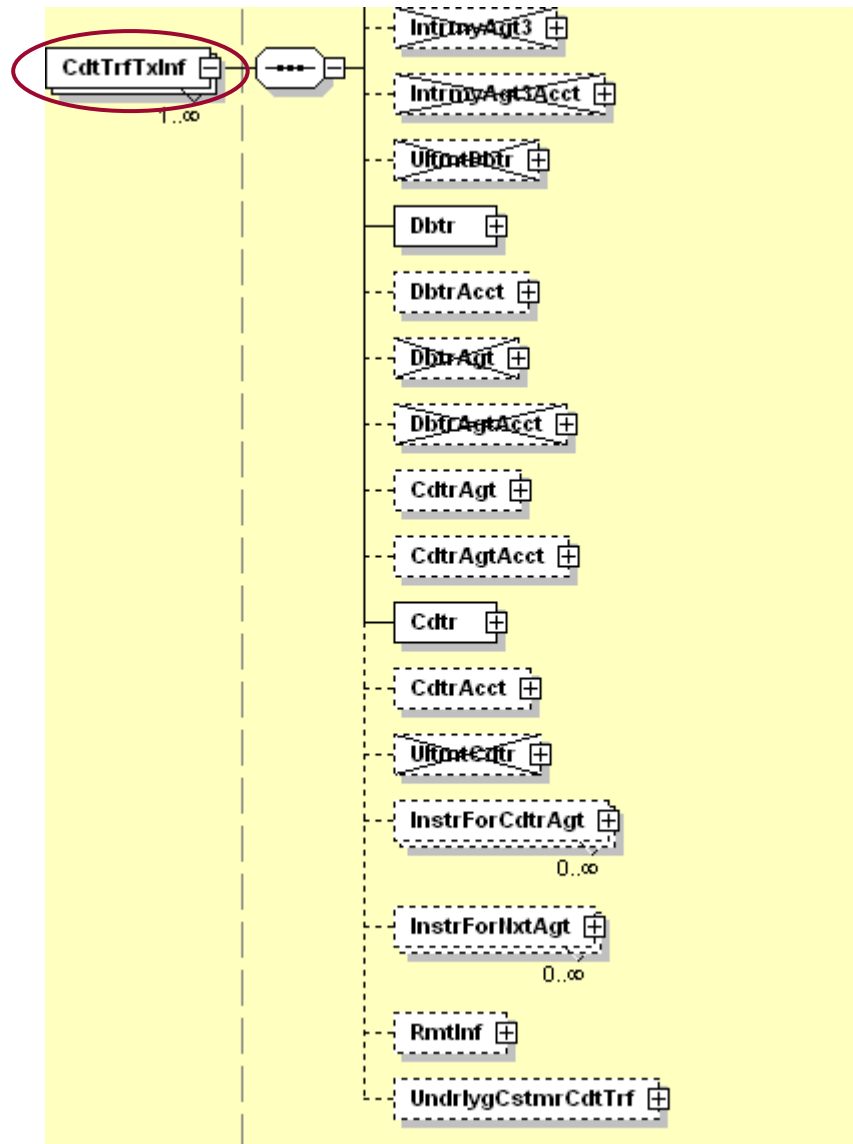 IntrmyAgt3
CdtTrfTxInf
1..∞
IntrmyAgt3Acct
UltmtDbtr
Dbtr
DbtrAcct
DbtrAgt
DbtrAgtAcct
CdtrAgt
CdtrAgtAcct
Cdtr
CdtrAcct
UltmtCdtr
InstrForCdtrAgt
0..∞
InstrForNxtAgt
0..∞
RmtInf
UndrlygCstmrCdtTrf